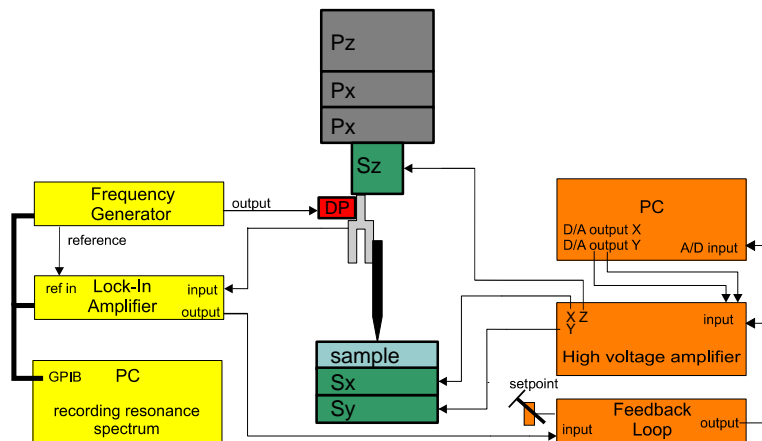 Pz
Px
Px
Sz
DP
Frequency
Generator
output
reference
ref in
Lock-In
Amplifier
input
output
GPIB
PC
recording resonance
spectrum
sample
Sx
Sy
PC
D/A output X
D/A output Y
A/D input
X Z
Y
input
High voltage amplifier
setpoint
Feedback
Loop
input
output